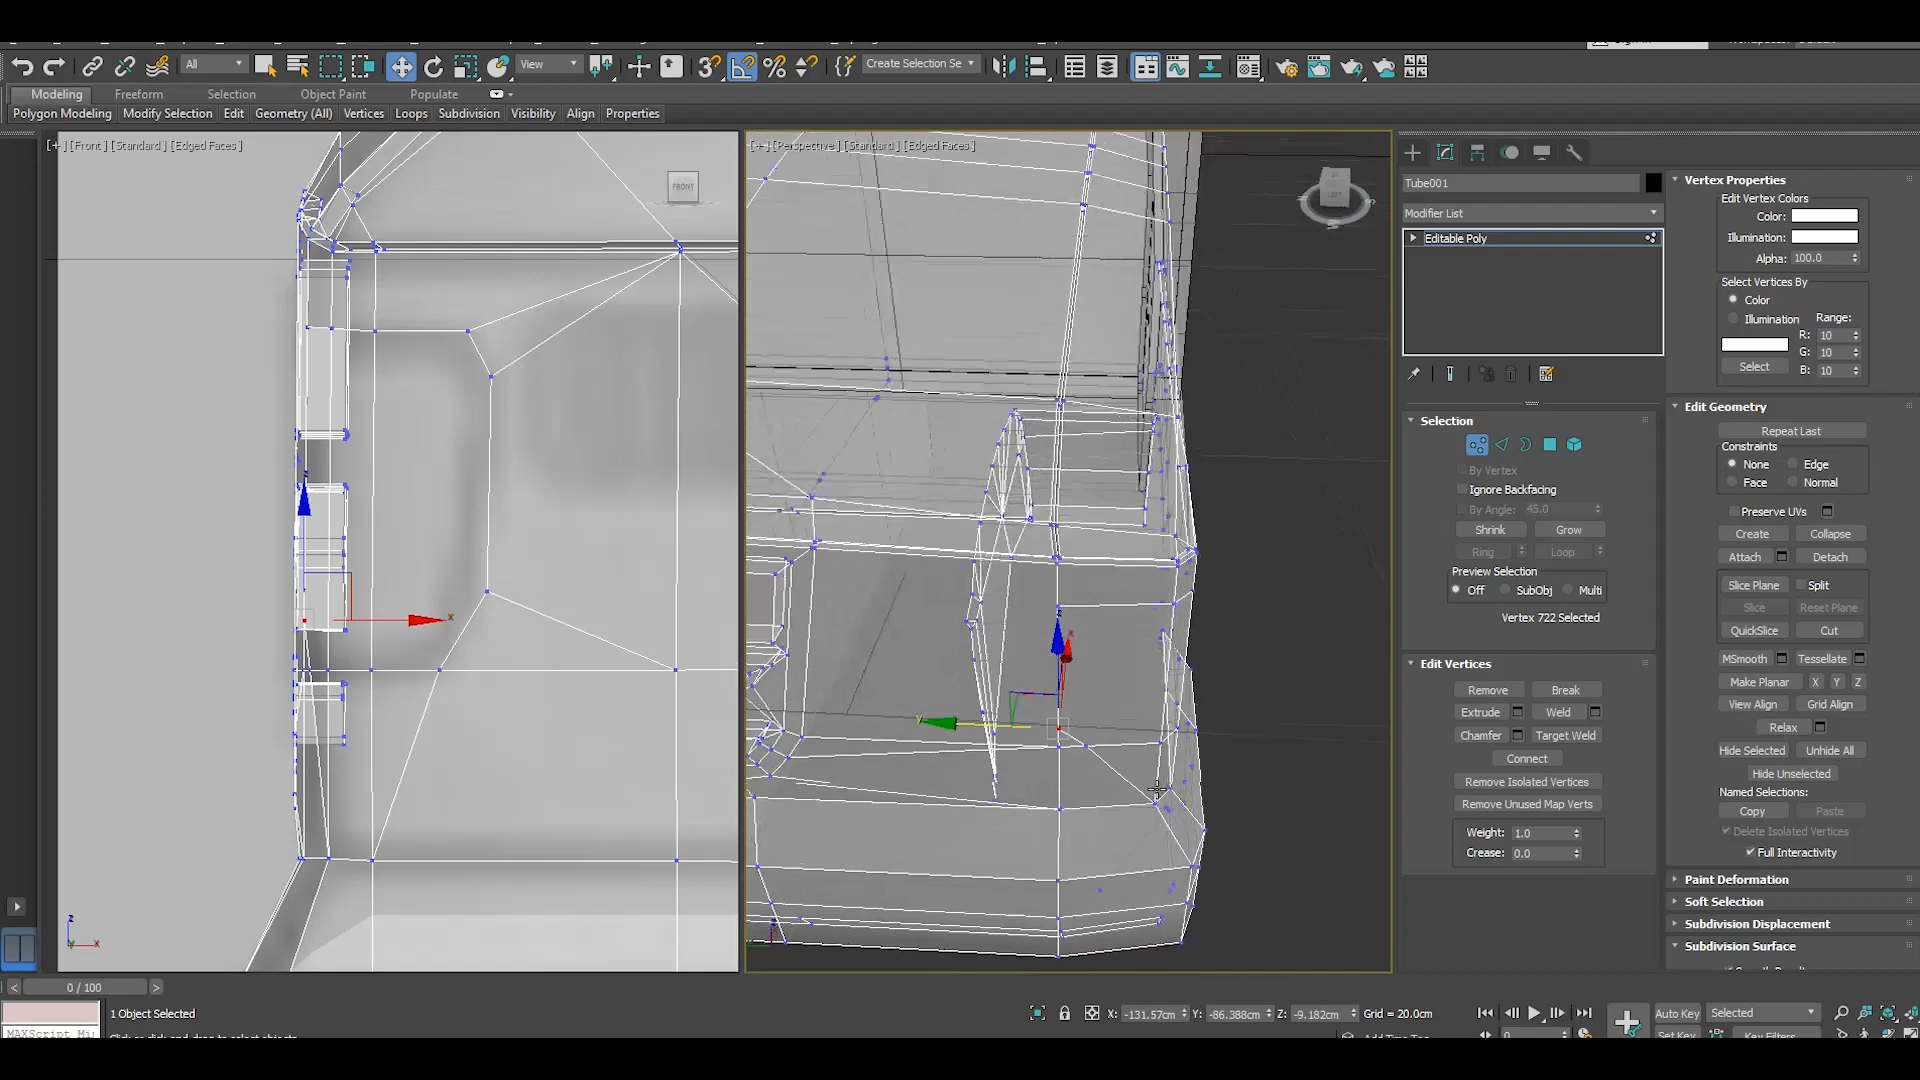 All
View
Create Selection Se
Modeling Freeform Selection Object Paint Populate
Polygon Modeling Modify Selection Edit Geometry (All) Vertices Loops Subdivision Visibility Align Properties
[+] [Front] [Standard] [Edged Faces]
FRONT
[+] [Perspective] [Standard] [Edged Faces]
Tube001
Modifier List
Editable Poly
Selection
By Vertex
Ignore Backfacing
By Angle: 45.0
Shrink Grow
Ring Loop
Preview Selection
Off SubObj Multi
Vertex 722 Selected
Edit Vertices
Remove Break
Extrude Weld
Chamfer Target Weld
Connect
Remove Isolated Vertices
Remove Unused Map Verts
Weight: 1.0
Crease: 0.0
Vertex Properties
Edit Vertex Colors
Color:
Illumination:
Alpha: 100.0
Select Vertices By
Color
Illumination
Range:
R: 10
G: 10
B: 10
Select
Edit Geometry
Repeat Last
Constraints
None Edge
Face Normal
Preserve UVs
Create Collapse
Attach Detach
Slice Plane Split
Slice Reset Plane
QuickSlice Cut
MSmooth Tessellate
Make Planar X Y Z
View Align Grid Align
Relax
Hide Selected Unhide All
Hide Unselected
Named Selections:
Copy Paste
Delete Isolated Vertices
Full Interactivity
Paint Deformation
Soft Selection
Subdivision Displacement
Subdivision Surface
0 / 100
1 Object Selected
X: -131.57cm Y: -86.388cm Z: -9.182cm Grid = 20.0cm
Auto Key Selected